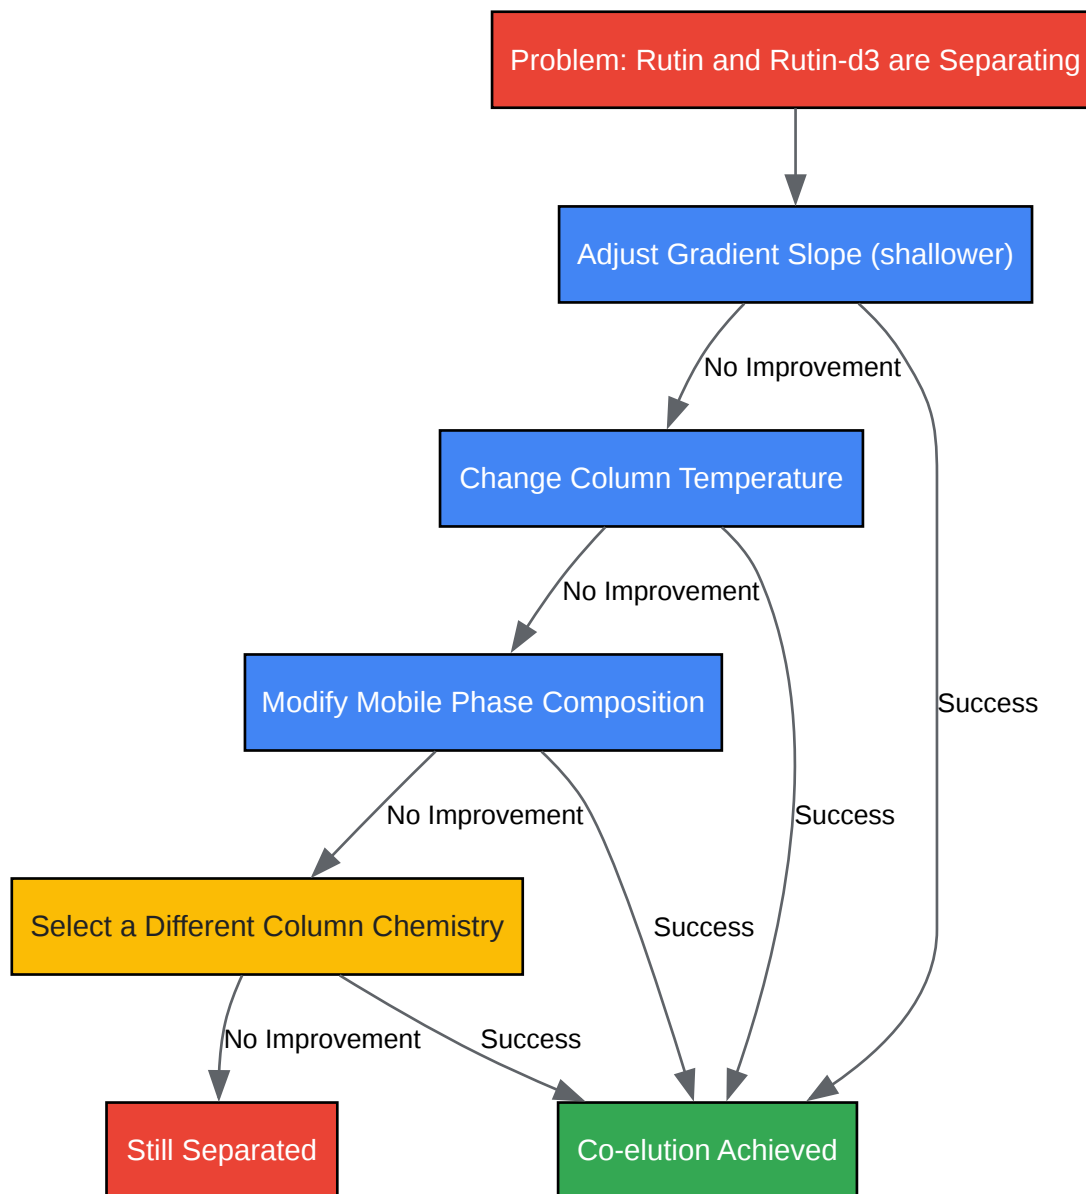 Problem: Rutin and Rutin-d3 are Separating
Adjust Gradient Slope (shallower)
No Improvement
Change Column Temperature
No Improvement
Modify Mobile Phase Composition
Success
No Improvement
Success
Select a Different Column Chemistry
Success
No Improvement
Success
Still Separated
Co-elution Achieved